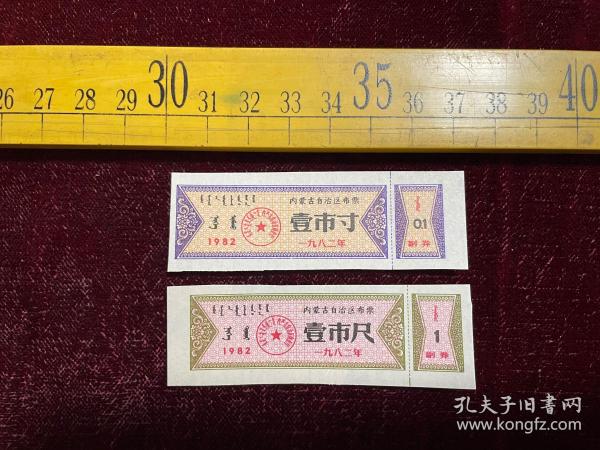 26 27 28 29 30 31 32 33 34 35 36 37 38 39 40
内蒙古自治区布票
壹市寸
1982
一九八二年
0.1
副券
内蒙古自治区布票
壹市尺
1982
一九八二年
1
副券
孔夫子旧書网
www.kongfz.com